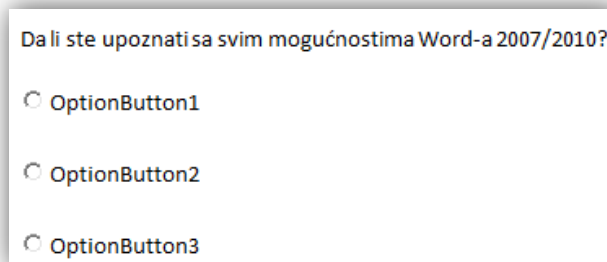 Da li ste upoznati sa svim mogućnostima Word-a 2007/2010?
OptionButton1
OptionButton2
OptionButton3